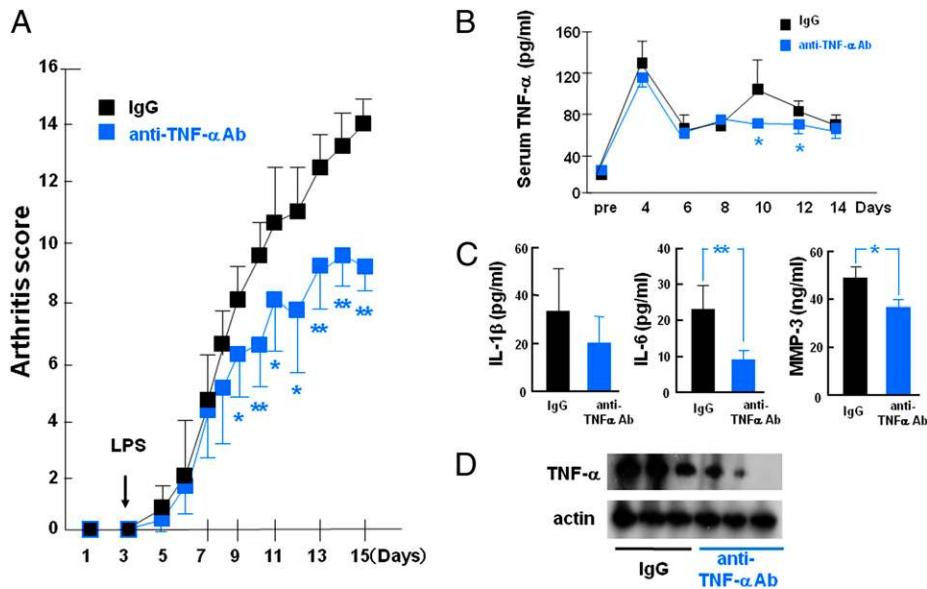 A
Arthritis score
16
14
12
10
8
6
4
2
0
IgG
anti-TNF-α Ab
LPS
*
**
*
*
**
**
**
1 3 5 7 9 11 13 15(Days)
B
Serum TNF-α (pg/ml)
160
120
80
40
0
IgG
anti-TNF-α Ab
* *
pre 4 6 8 10 12 14 Days
C
IL-1β (pg/ml)
60
40
20
0
IgG anti-
TNFα Ab
IL-6 (pg/ml)
40
30
20
10
0
**
IgG anti-
TNFα Ab
MMP-3 (ng/ml)
60
40
20
0
*
IgG anti-
TNFα Ab
D
TNF-α
actin
IgG anti-
TNF-α Ab